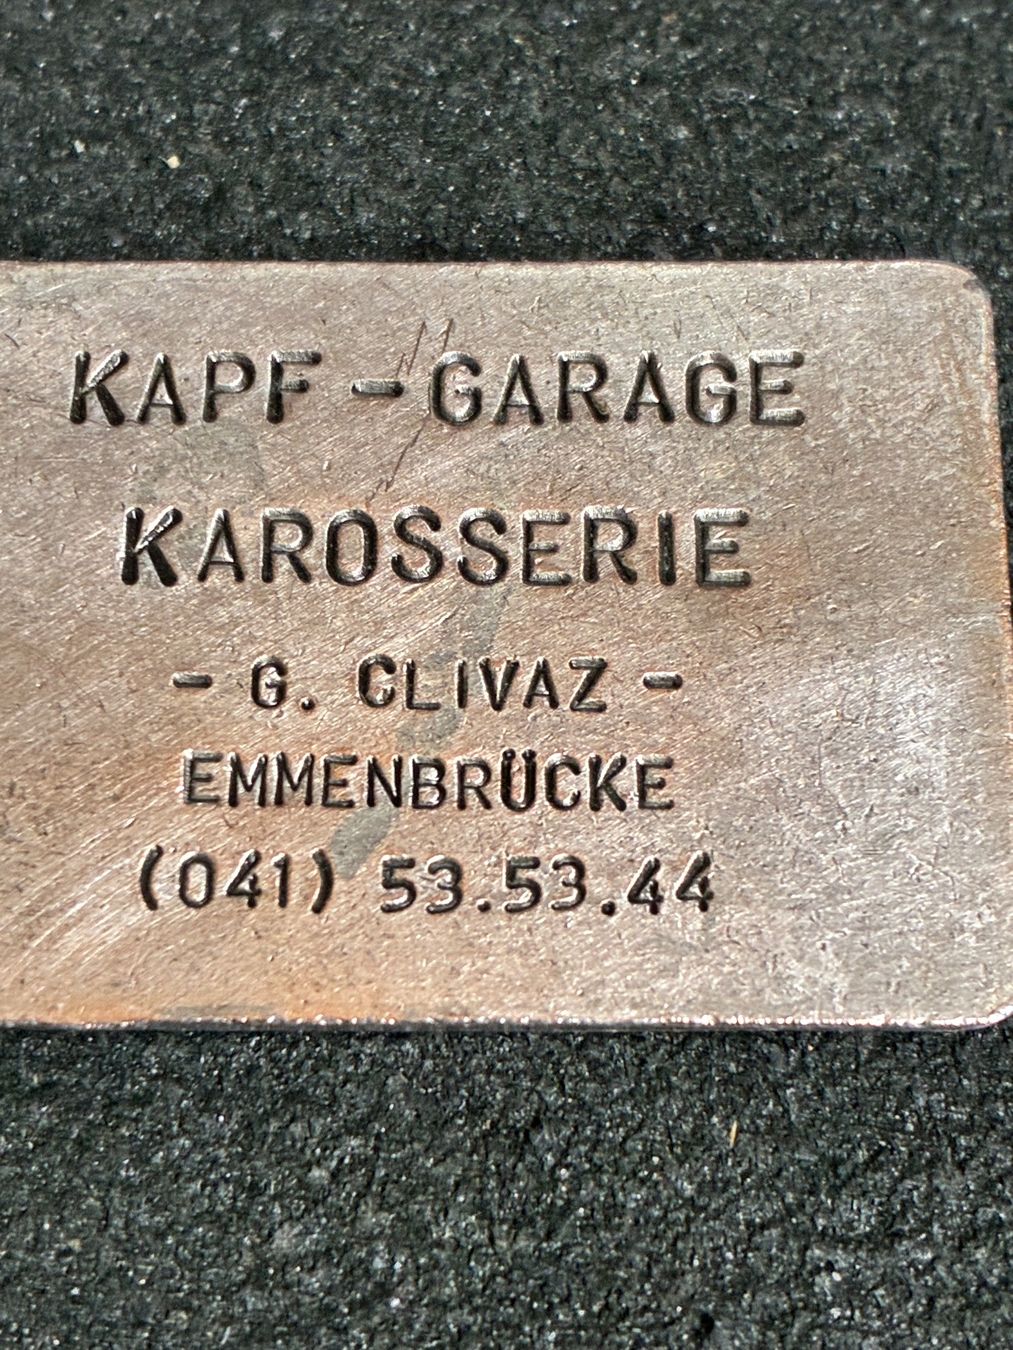 KAPF-GARAGE
KAROSSERIE
- G. CLIVAZ -
EMMENBRÜCKE
(041) 53.53.44